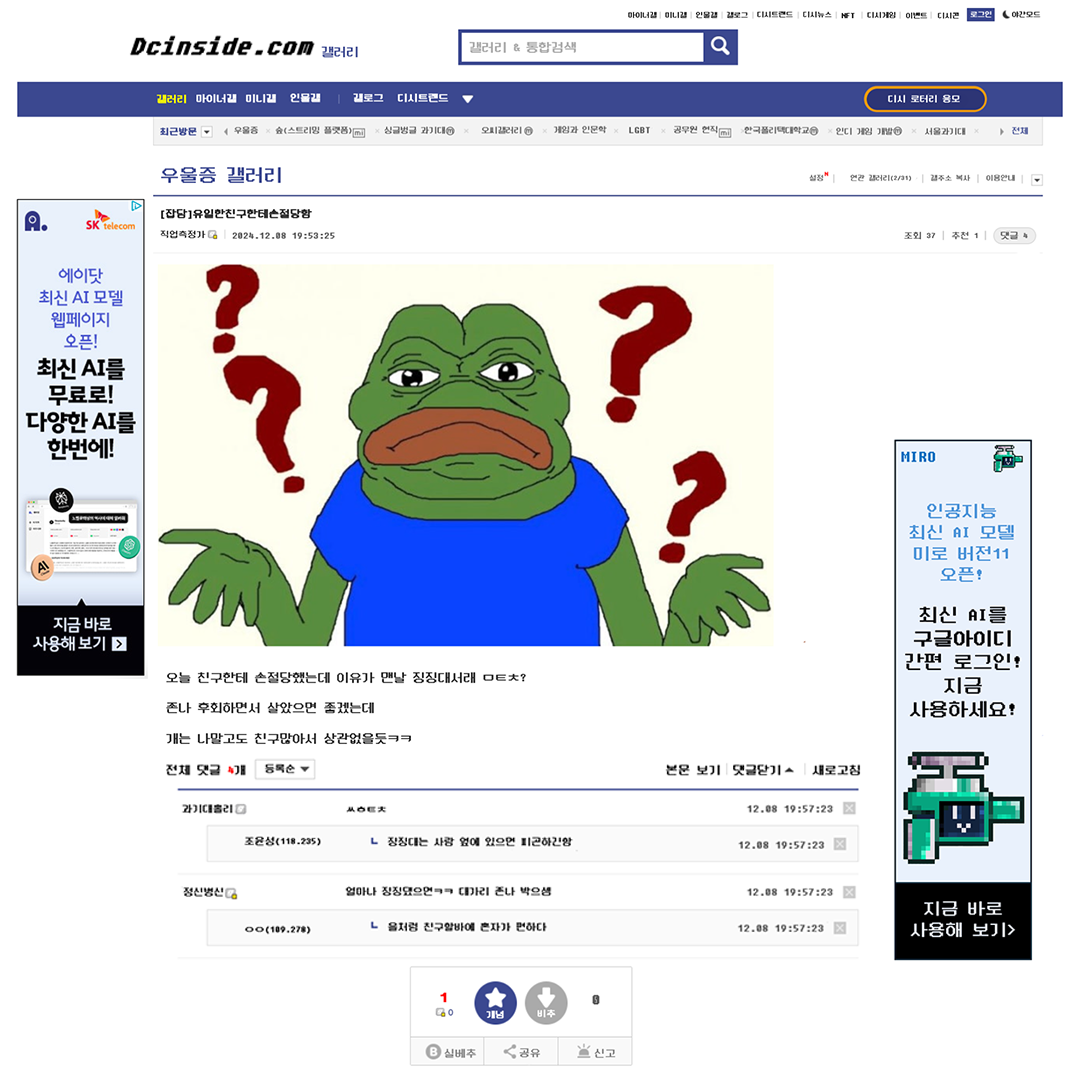 마이너갤 | 미니갤 | 인물갤 | 갤로그 | 디시트렌드 | 디시뉴스 | NFT | 디시게임 | 이벤트 | 디시콘 로그인 야간모드
Dcinside.com 갤러리
갤러리 & 통합검색
갤러리 마이너갤 미니갤 인물갤 | 갤로그 디시트렌드 ▼
디시 로터리 응모
최근방문 우울증 × 숲(스트리밍 플랫폼) × 싱글벙글 과기대 × 오피갤러리 × 게임과 인문학 × LGBT × 공무원 현직 × 한국폴리텍대학교 × 인디 게임 개발 × 서울과기대 × 전체
우울증 갤러리
설정 | 연관 갤러리(2/31) | 갤주소 복사 | 이용안내 |
[잡담]유일한친구한테손절당함
직업측정가 | 2024.12.08 19:53:25
조회 37 | 추천 1 | 댓글 4
A.
SK telecom
에이닷
최신 AI 모델
웹페이지
오픈!
최신 AI를
무료로!
다양한 AI를
한번에!
지금 바로
사용해 보기 >
오늘 친구한테 손절당했는데 이유가 맨날 징징대서래 ㅁㅌㅊ?
존나 후회하면서 살았으면 좋겠는데
걔는 나말고도 친구많아서 상관없을듯ㅋㅋ
전체 댓글 4개 등록순 ▼
본문 보기 | 댓글닫기 ▲ | 새로고침
과기대홀리 ㅆㅎㅌㅊ 12.08 19:57:23
조윤성(118.235) ㄴ 징징대는 사람 옆에 있으면 피곤하긴함 12.08 19:57:23
정신병신 얼마나 징징댔으면ㅋㅋ 대가리 존나 박으셈 12.08 19:57:23
ㅇㅇ(109.278) ㄴ 음처럼 친구할바에 혼자가 편하다 12.08 19:57:23
1
0
개념
비추
0
B 실베추
공유
신고
MIRO
인공지능
최신 AI 모델
미로 버전11
오픈!
최신 AI를
구글아이디
간편 로그인!
지금
사용하세요!
지금 바로
사용해 보기>